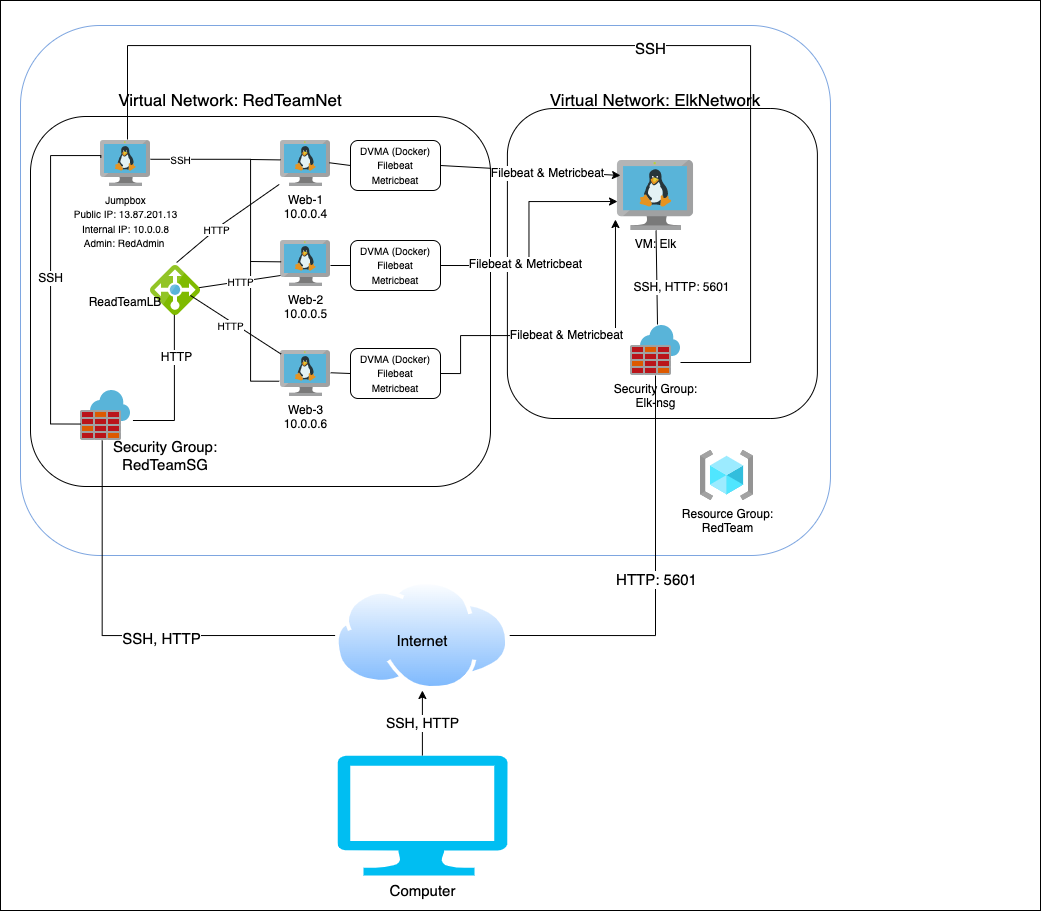 SSH
Virtual Network: RedTeamNet
Virtual Network: ElkNetwork
SSH
Jumpbox
Public IP: 13.87.201.13
Internal IP: 10.0.0.8
Admin: RedAdmin
Web-1
10.0.0.4
DVMA (Docker)
Filebeat
Metricbeat
Filebeat & Metricbeat
VM: Elk
HTTP
SSH
ReadTeamLB
HTTP
Web-2
10.0.0.5
DVMA (Docker)
Filebeat
Metricbeat
Filebeat & Metricbeat
SSH, HTTP: 5601
HTTP
HTTP
Web-3
10.0.0.6
DVMA (Docker)
Filebeat
Metricbeat
Filebeat & Metricbeat
Security Group:
Elk-nsg
Security Group:
RedTeamSG
Resource Group:
RedTeam
HTTP: 5601
SSH, HTTP
Internet
SSH, HTTP
Computer